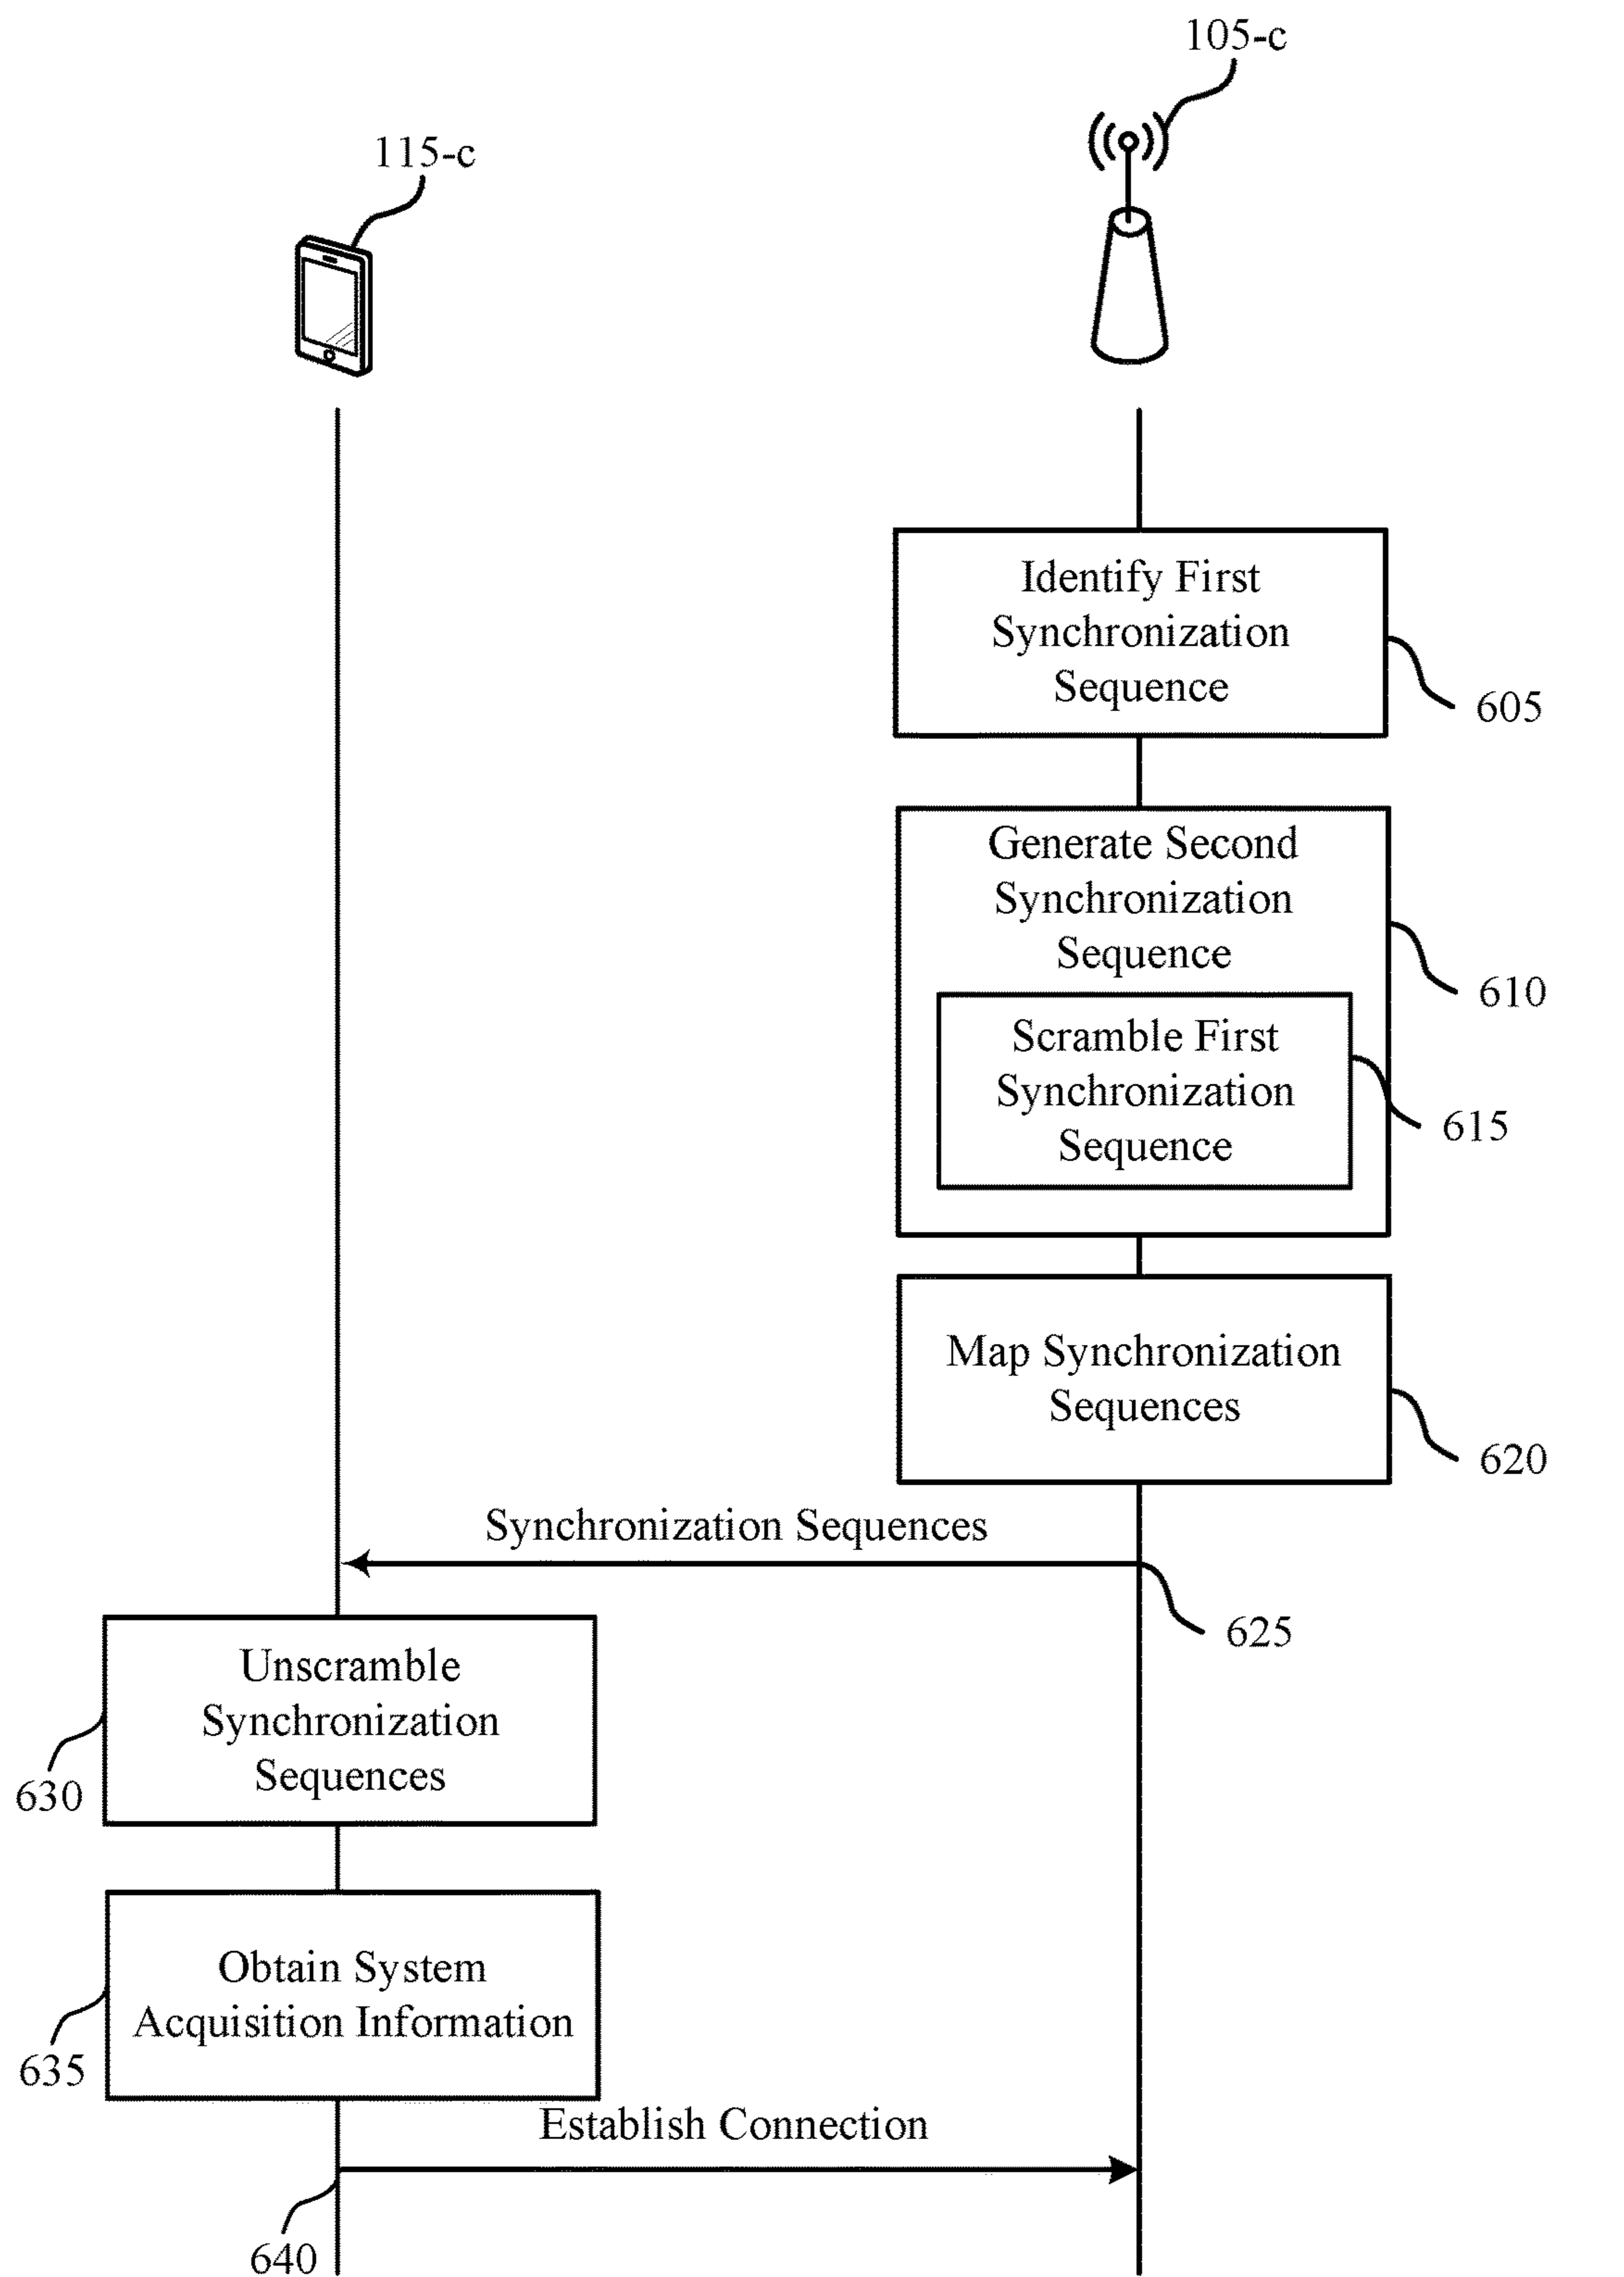 105-c
115-c
Identify First
Synchronization
Sequence
605
Generate Second
Synchronization
Sequence
610
Scramble First
Synchronization
Sequence
615
Map Synchronization
Sequences
620
Synchronization Sequences
625
Unscramble
Synchronization
Sequences
630
Obtain System
Acquisition Information
635
Establish Connection
640